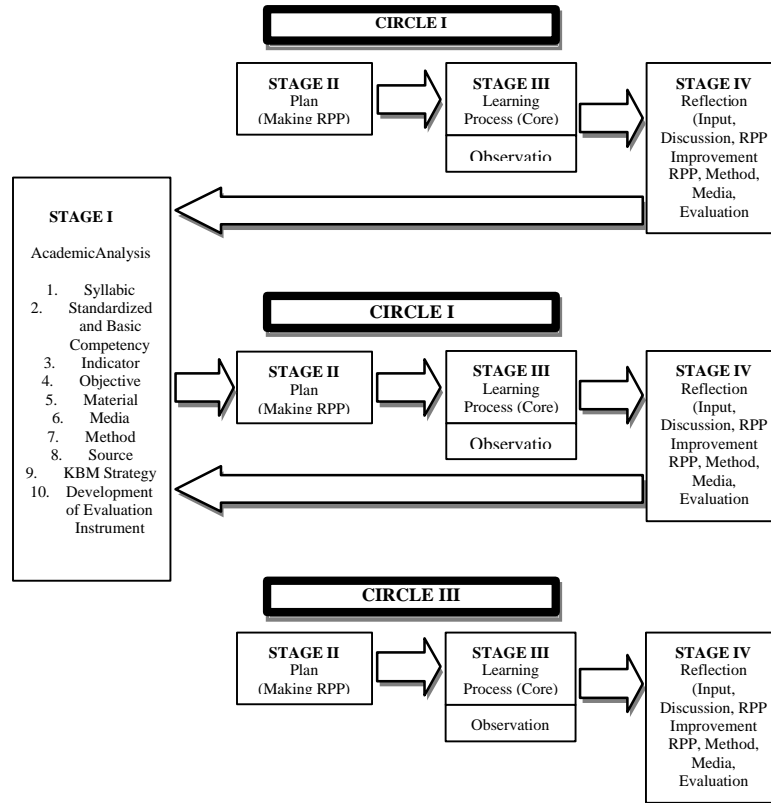 CIRCLE I
STAGE II
Plan
(Making RPP)
STAGE III
Learning
Process (Core)
Observatio
STAGE IV
Reflection
(Input,
Discussion, RPP
Improvement
RPP, Method,
Media,
Evaluation
STAGE I
AcademicAnalysis
1. Syllabic
2. Standardized
and Basic
Competency
3. Indicator
4. Objective
5. Material
6. Media
7. Method
8. Source
9. KBM Strategy
10. Development
of Evaluation
Instrument
CIRCLE I
STAGE II
Plan
(Making RPP)
STAGE III
Learning
Process (Core)
Observatio
STAGE IV
Reflection
(Input,
Discussion, RPP
Improvement
RPP, Method,
Media,
Evaluation
CIRCLE III
STAGE II
Plan
(Making RPP)
STAGE III
Learning
Process (Core)
Observation
STAGE IV
Reflection
(Input,
Discussion, RPP
Improvement
RPP, Method,
Media,
Evaluation